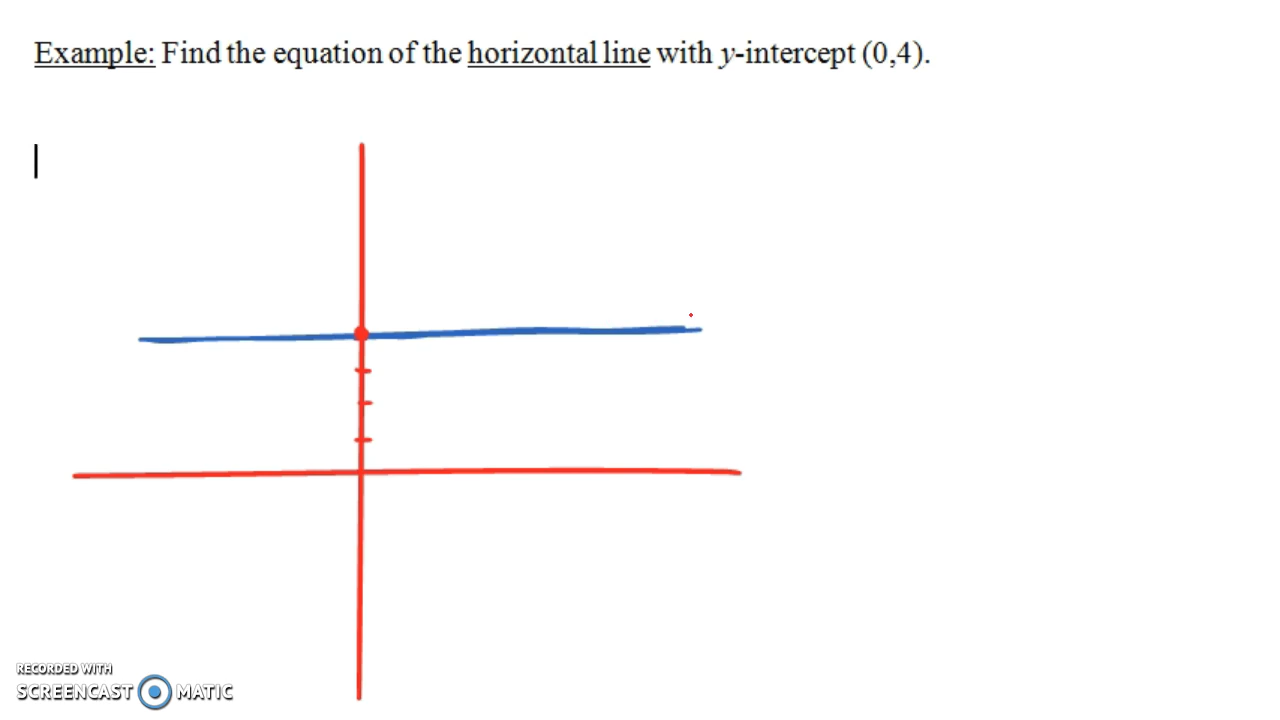 Example: Find the equation of the horizontal line with y-intercept (0,4).
RECORDED WITH
SCREENCAST MATIC